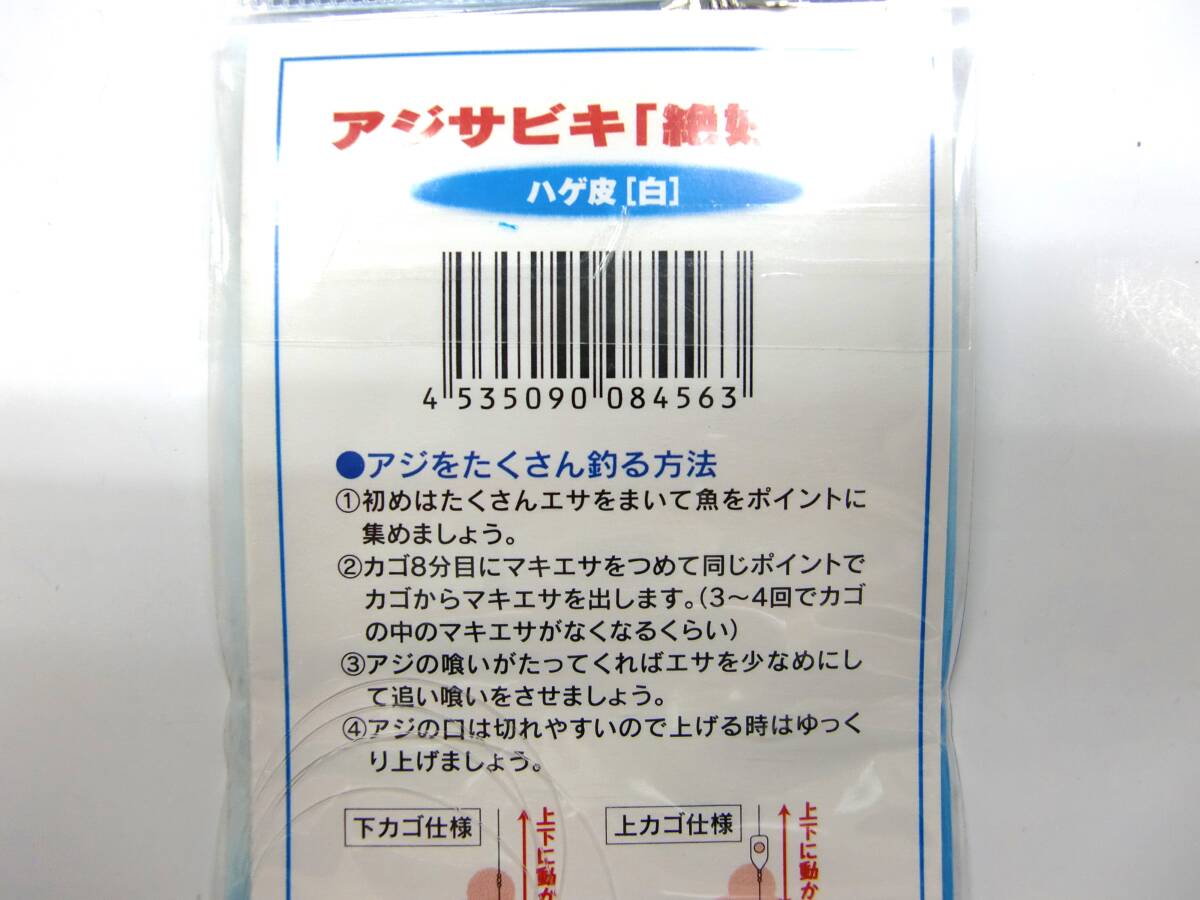 アジサビキ「絶
ハゲ皮[白]
4 535090 084563
●アジをたくさん釣る方法
①初めはたくさんエサをまいて魚をポイントに
集めましょう。
②カゴ8分目にマキエサをつめて同じポイントで
カゴからマキエサを出します。(3〜4回でカゴ
の中のマキエサがなくなるくらい)
③アジの喰いがたってくればエサを少なめにし
て追い喰いをさせましょう。
④アジの口は切れやすいので上げる時はゆっく
り上げましょう。
下カゴ仕様
上下に動か
上カゴ仕様
上下に動か